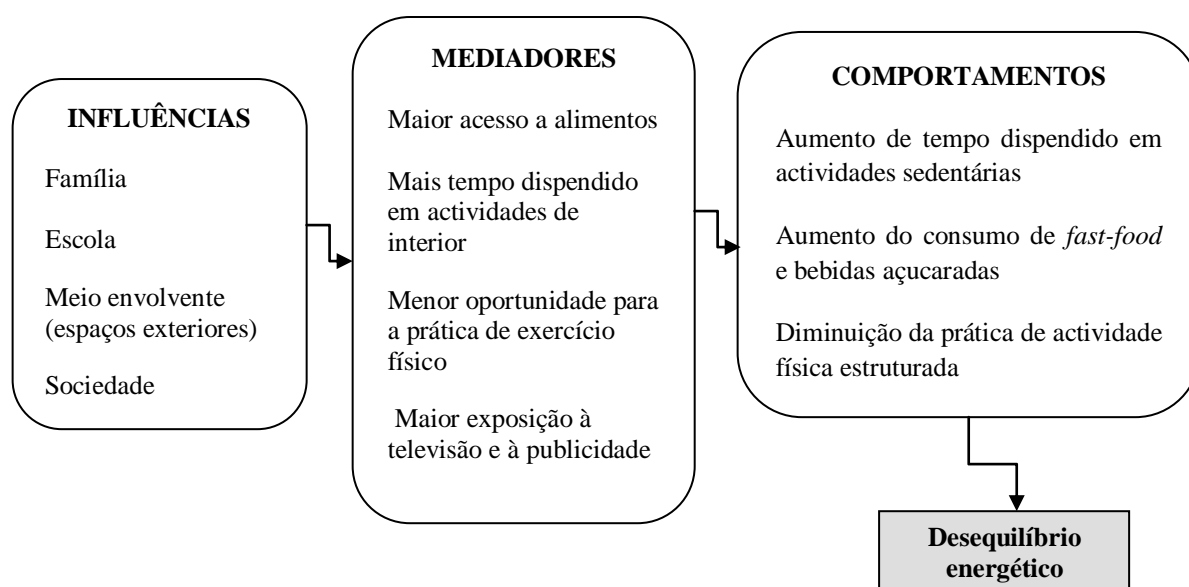 INFLUÊNCIAS
Família
Escola
Meio envolvente
(espaços exteriores)
Sociedade
MEDIADORES
Maior acesso a alimentos
Mais tempo dispendido
em actividades de
interior
Menor oportunidade para
a prática de exercício
físico
Maior exposição à
televisão e à publicidade
COMPORTAMENTOS
Aumento de tempo dispendido em
actividades sedentárias
Aumento do consumo de fast-food
e bebidas açucaradas
Diminuição da prática de actividade
física estruturada
Desequilíbrio
energético